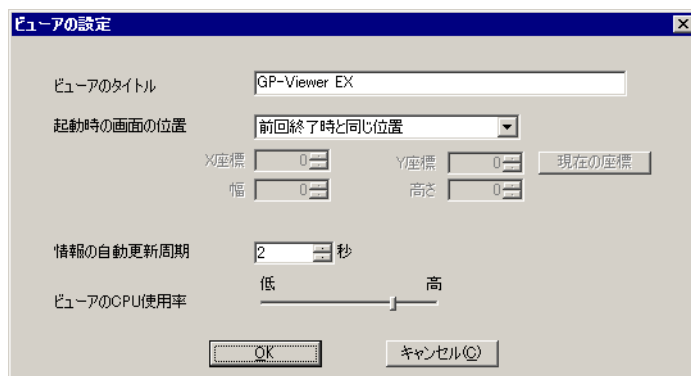 ビューアの設定
ビューアのタイトル GP-Viewer EX
起動時の画面の位置 前回終了時と同じ位置
X座標 0 Y座標 0 現在の座標
幅 0 高さ 0
情報の自動更新周期 2 秒
低 高
ビューアのCPU使用率
OK キャンセル(C)